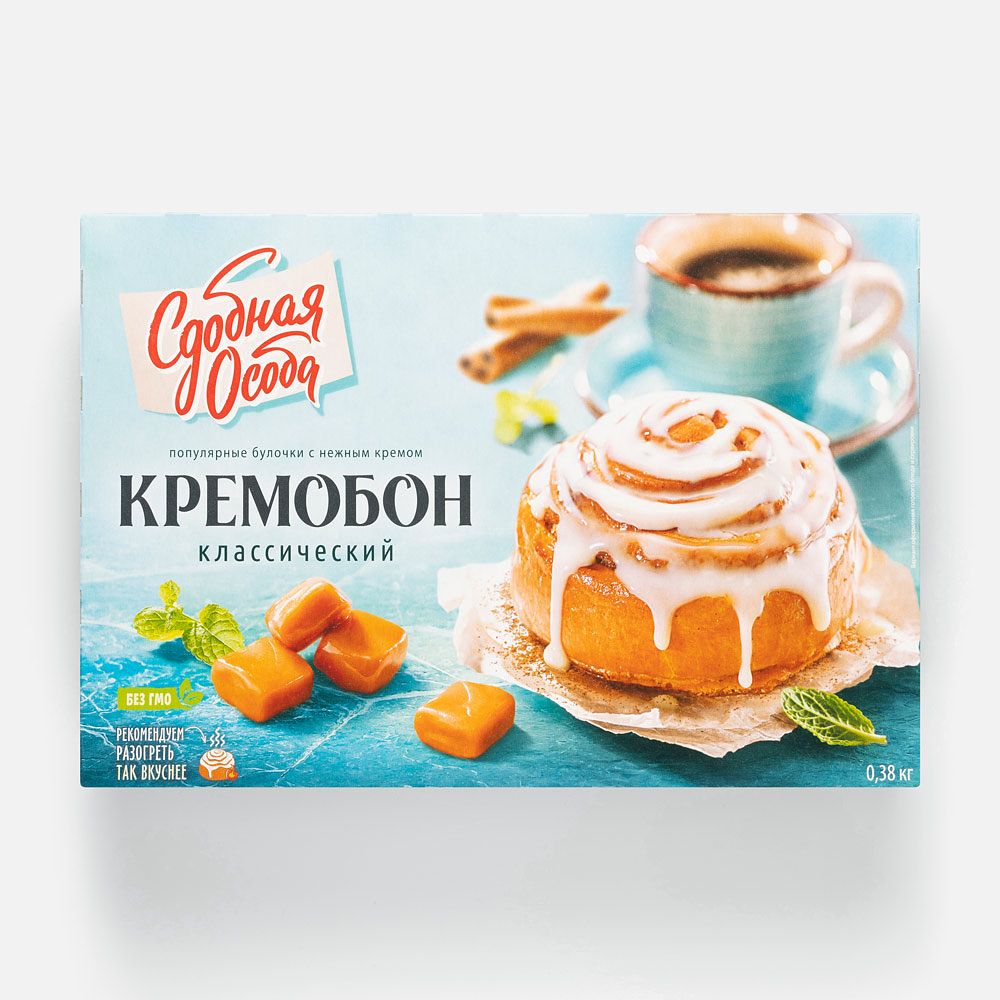 Сдобная
Особа
популярные булочки с нежным кремом
КРЕМОБОН
классический
БЕЗ ГМО
РЕКОМЕНДУЕМ
РАЗОГРЕТЬ
ТАК ВКУСНЕЕ
0,38 кг